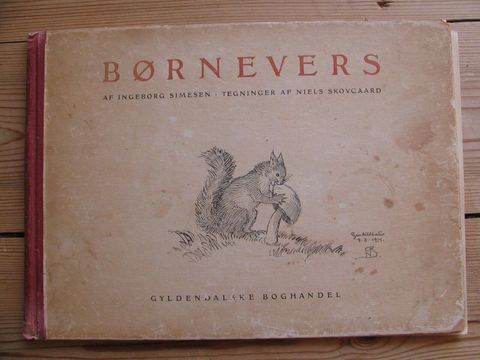 BØRNEVERS
AF INGEBORG SIMESEN · TEGNINGER AF NIELS SKOVGAARD
GYLDENDALSKE BOGHANDEL